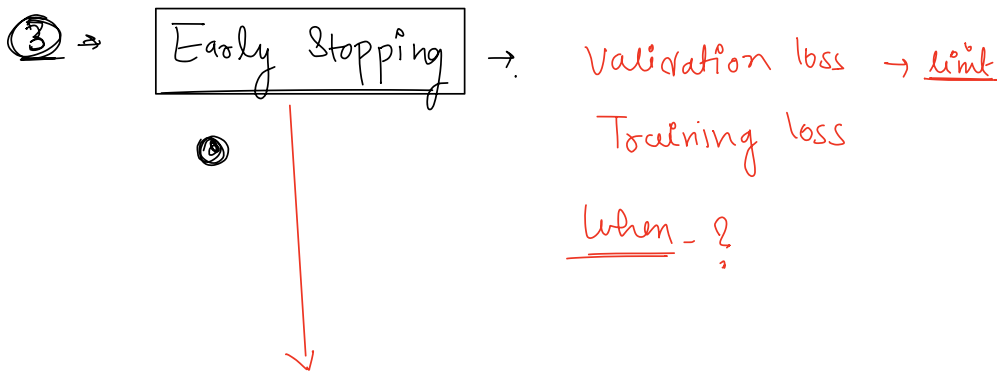 3 → Early Stopping → Validation loss → limit
Training loss
When - ?